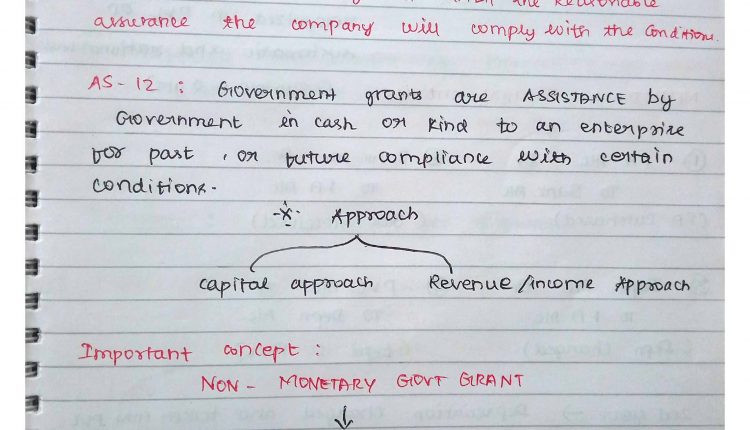 the Reasonable
assurance the company will comply with the Conditions.
AS-12 : Government grants are ASSISTANCE by
Government in cash or kind to an enterprise
for past, or future compliance with certain
conditions.
Approach
capital approach Revenue/income Approach
Important concept :
NON - MONETARY GOVT GRANT